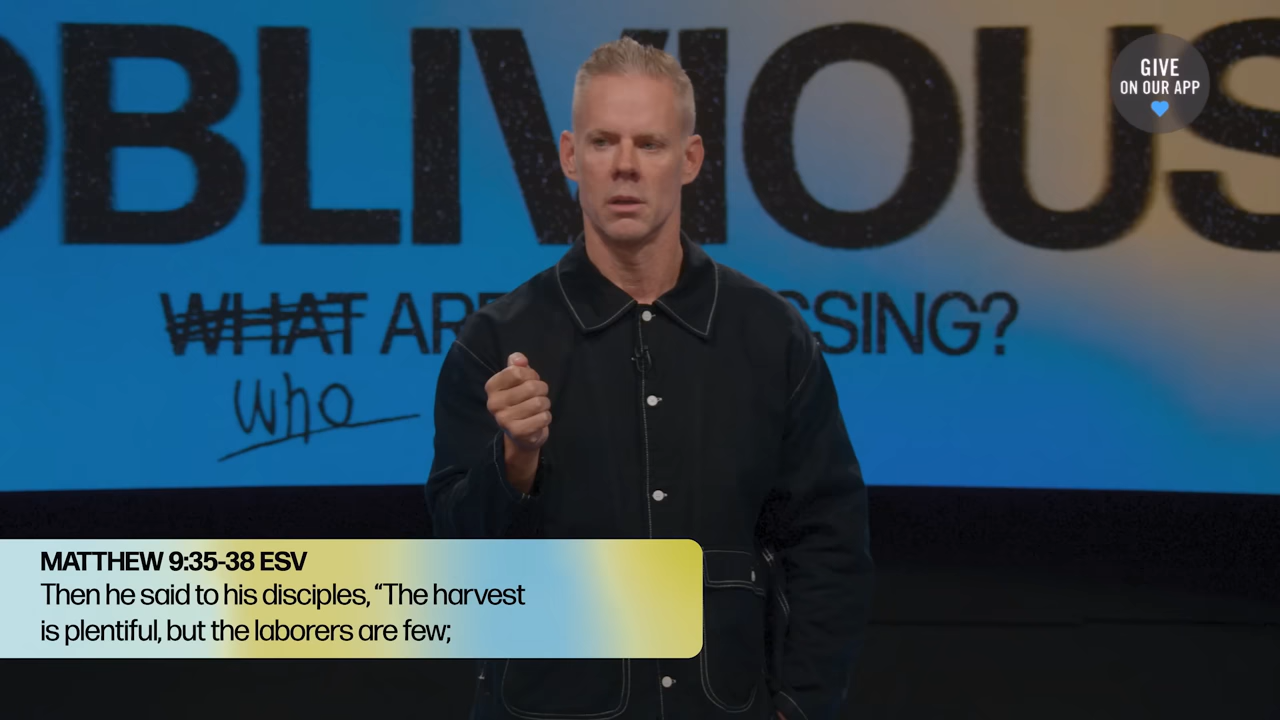 OBLIVIOUS
GIVE
ON OUR APP
WHAT ARE SSING?
who
MATTHEW 9:35-38 ESV
Then he said to his disciples, “The harvest
is plentiful, but the laborers are few;